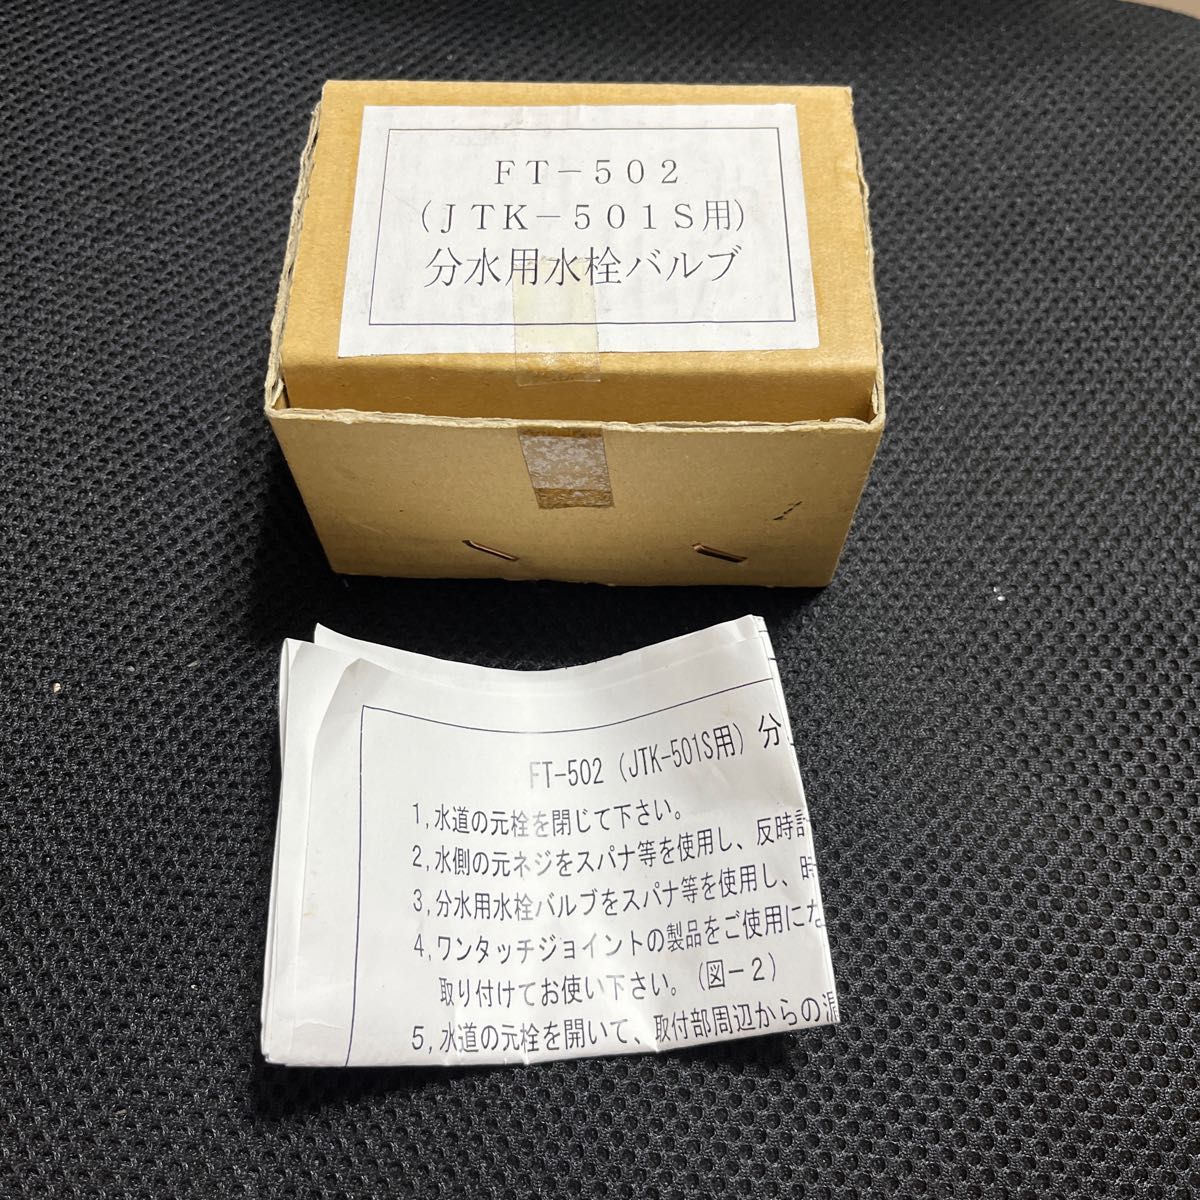 FT-502
(JTK-501S用)
分水用水栓バルブ
FT-502 (JTK-501S用) 分
1,水道の元栓を閉じて下さい。
2,水側の元ネジをスパナ等を使用し、反時計
3,分水用水栓バルブをスパナ等を使用し、時
4,ワンタッチジョイントの製品をご使用にな
取り付けてお使い下さい。(図-2)
5,水道の元栓を開いて、取付部周辺からの漏